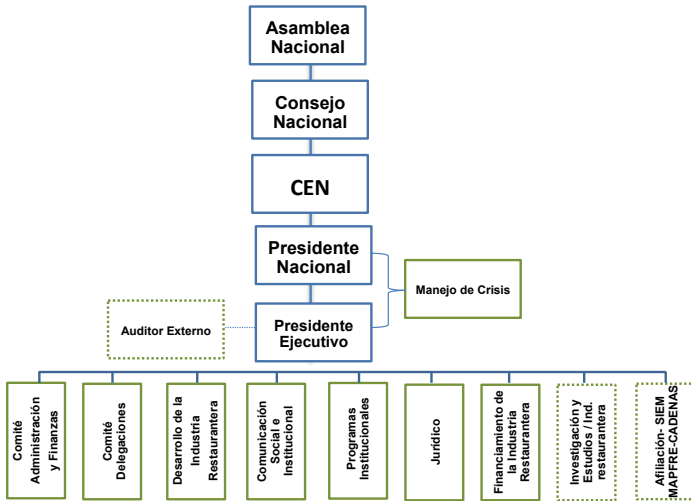 Asamblea
Nacional
Consejo
Nacional
CEN
Presidente
Nacional
Manejo de Crisis
Auditor Externo
Presidente
Ejecutivo
Comité
Administración
y Finanzas
Comité
Delegaciones
Desarrollo de la
Industria
Restaurantera
Comunicación
Social e
Institucional
Programas
Institucionales
Jurídico
Financiamiento de
la Industria
Restaurantera
Investigación y
Estudios / Ind.
restaurantera
Afiliación- SIEM
MAPFRE-CADENAS